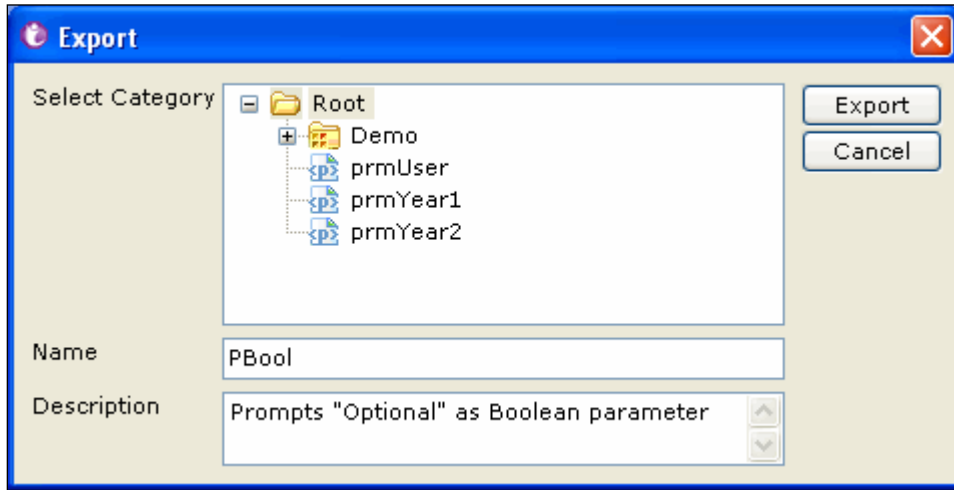 Export
Select Category
Root
Demo
prmUser
prmYear1
prmYear2
Export
Cancel
Name
PBool
Description
Prompts "Optional" as Boolean parameter